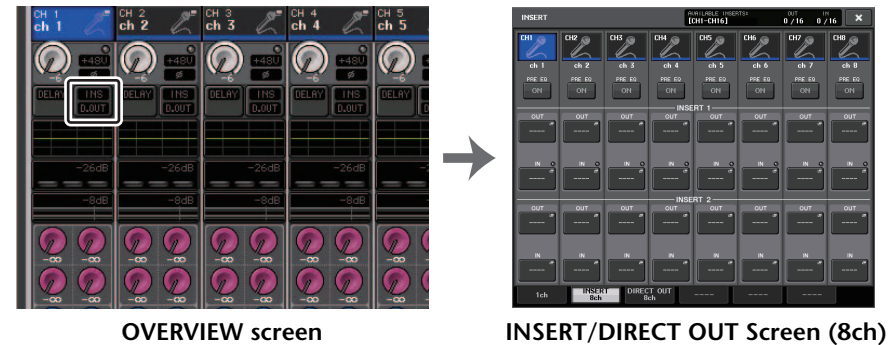 CH 1 CH 2 CH 3 CH 4 CH 5
ch 1 ch 2 ch 3 ch 4 ch 5
+48V +48V +48V +48V
-6 ø -6 ø -6 ø -6 ø
DELAY INS D.OUT DELAY INS D.OUT DELAY INS D.OUT DELAY INS D.OUT DELAY
-26dB -26dB -26dB -26dB
-8dB -8dB -8dB -8dB
-∞ -∞ -∞ -∞ -∞ -∞ -∞ -∞ -∞
-∞ -∞ -∞ -∞ -∞ -∞ -∞ -∞ -∞
OVERVIEW screen
INSERT
AVAILABLE INSERTS: OUT IN
[CH1-CH16] 0 /16 0 /16 ×
CH1 CH2 CH3 CH4 CH5 CH6 CH7 CH8
ch 1 ch 2 ch 3 ch 4 ch 5 ch 6 ch 7 ch 8
PRE EQ PRE EQ PRE EQ PRE EQ PRE EQ PRE EQ PRE EQ PRE EQ
ON ON ON ON ON ON ON ON
INSERT 1
OUT OUT OUT OUT OUT OUT OUT OUT
---- ---- ---- ---- ---- ---- ---- ----
IN IN IN IN IN IN IN IN
---- ---- ---- ---- ---- ---- ---- ----
INSERT 2
OUT OUT OUT OUT OUT OUT OUT OUT
---- ---- ---- ---- ---- ---- ---- ----
IN IN IN IN IN IN IN IN
---- ---- ---- ---- ---- ---- ---- ----
1ch INSERT 8ch DIRECT OUT 8ch ---- ---- ----
INSERT/DIRECT OUT Screen (8ch)